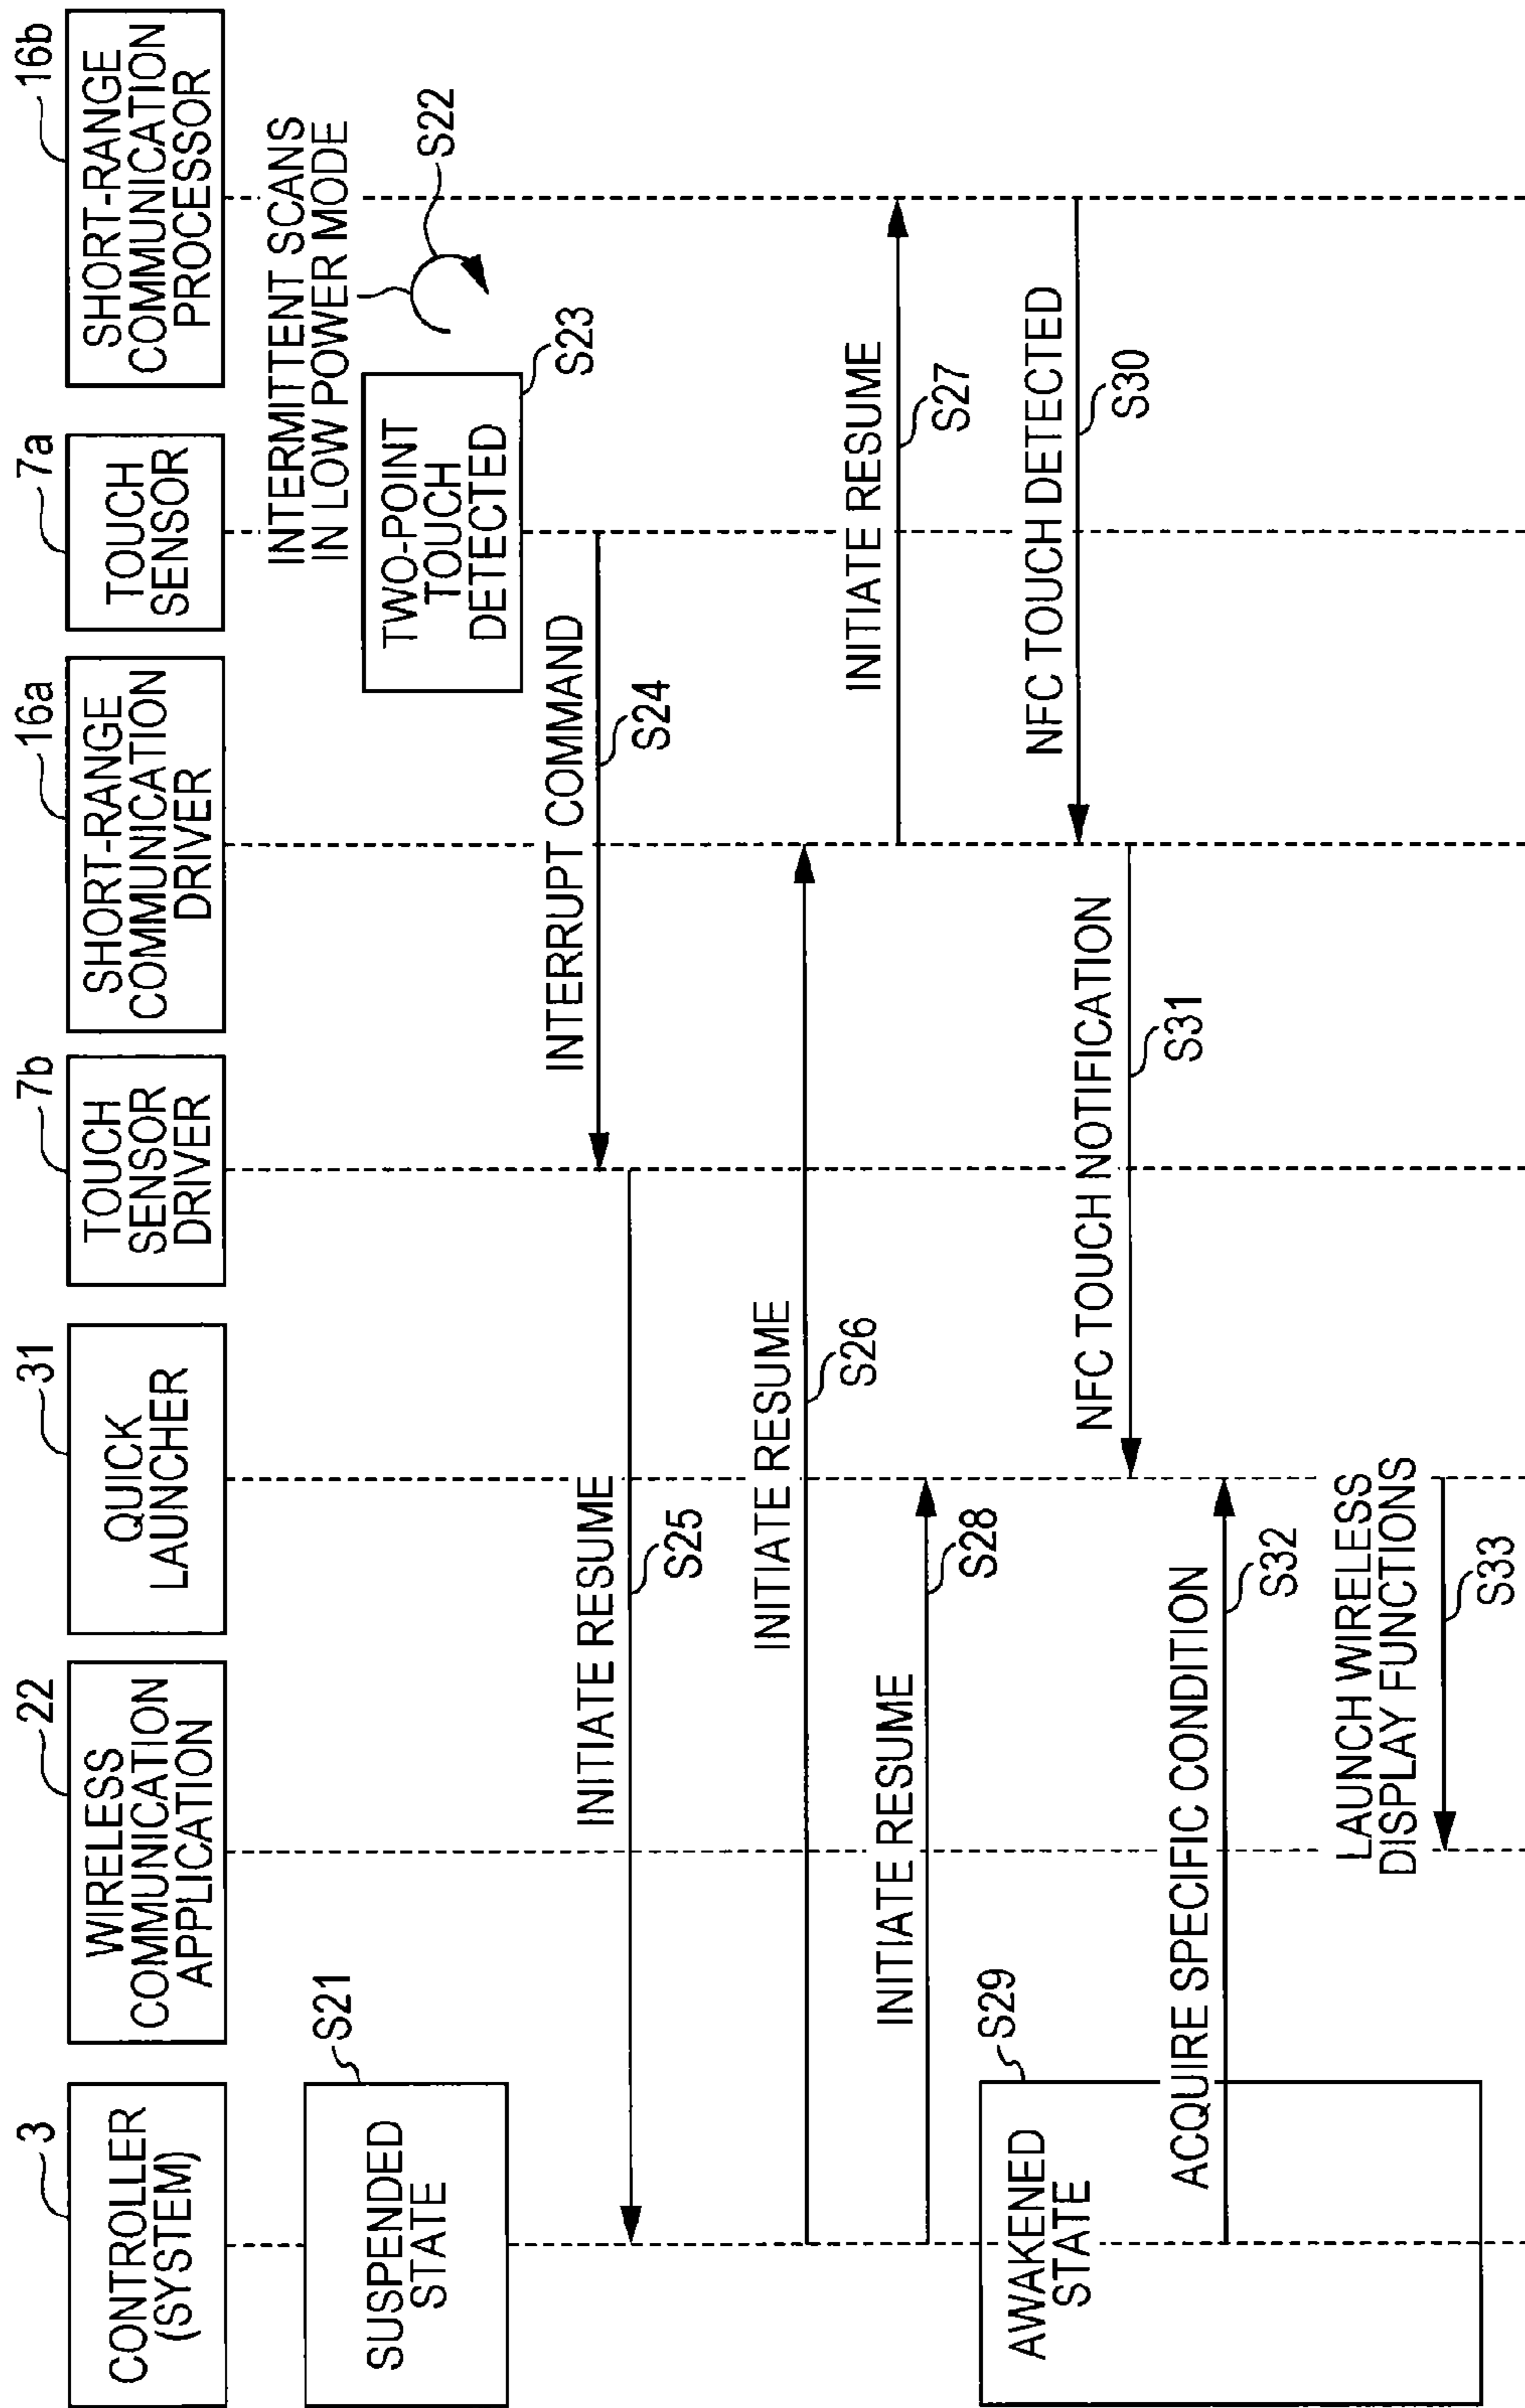 3
CONTROLLER
(SYSTEM)
22
WIRELESS
COMMUNICATION
APPLICATION
31
QUICK
LAUNCHER
7b
TOUCH
SENSOR
DRIVER
16a
SHORT-RANGE
COMMUNICATION
DRIVER
7a
TOUCH
SENSOR
16b
SHORT-RANGE
COMMUNICATION
PROCESSOR
S21
SUSPENDED
STATE
INTERMITTENT SCANS
IN LOW POWER MODE
S22
TWO-POINT
TOUCH
DETECTED
S23
INTERRUPT COMMAND
S24
INITIATE RESUME
S25
INITIATE RESUME
S26
INITIATE RESUME
S27
INITIATE RESUME
S28
S29
AWAKENED
STATE
NFC TOUCH DETECTED
S30
NFC TOUCH NOTIFICATION
S31
ACQUIRE SPECIFIC CONDITION
S32
LAUNCH WIRELESS
DISPLAY FUNCTIONS
S33